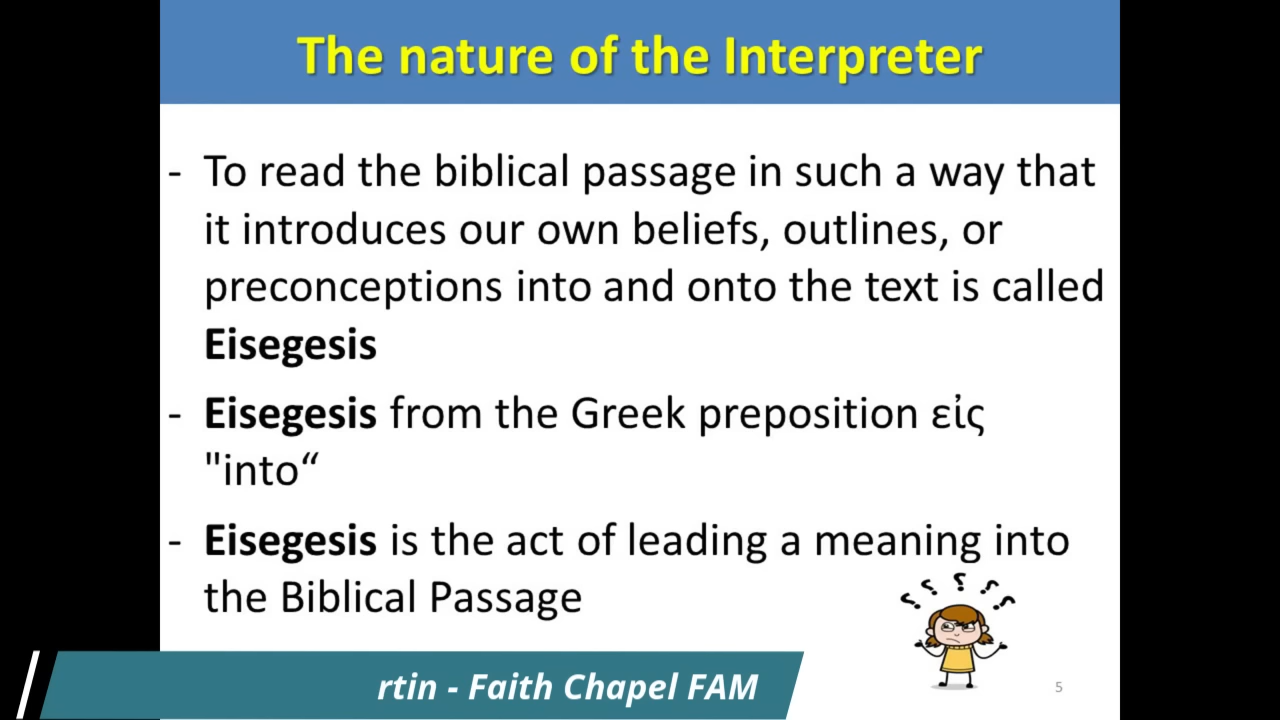 The nature of the Interpreter
- To read the biblical passage in such a way that
it introduces our own beliefs, outlines, or
preconceptions into and onto the text is called
Eisegesis
- Eisegesis from the Greek preposition εἰς
"into“
- Eisegesis is the act of leading a meaning into
the Biblical Passage
? ? ? ? ?
rtin - Faith Chapel FAM
5